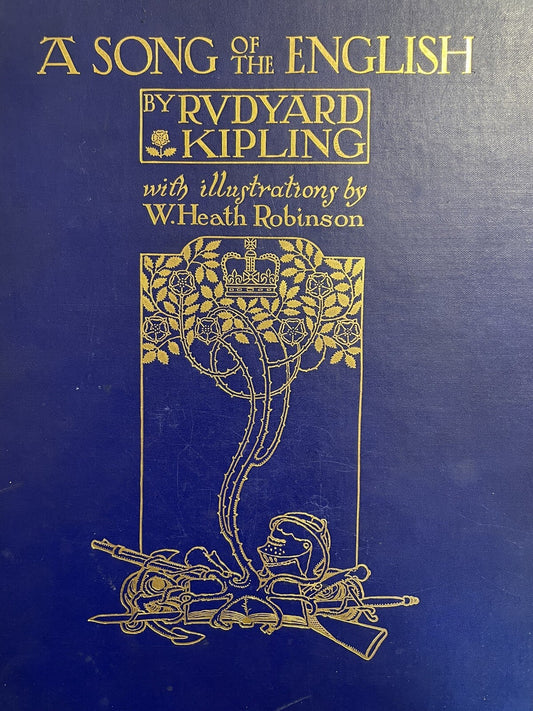 A SONG OF THE ENGLISH
BY RVDYARD
KIPLING
with illustrations by
W. Heath Robinson